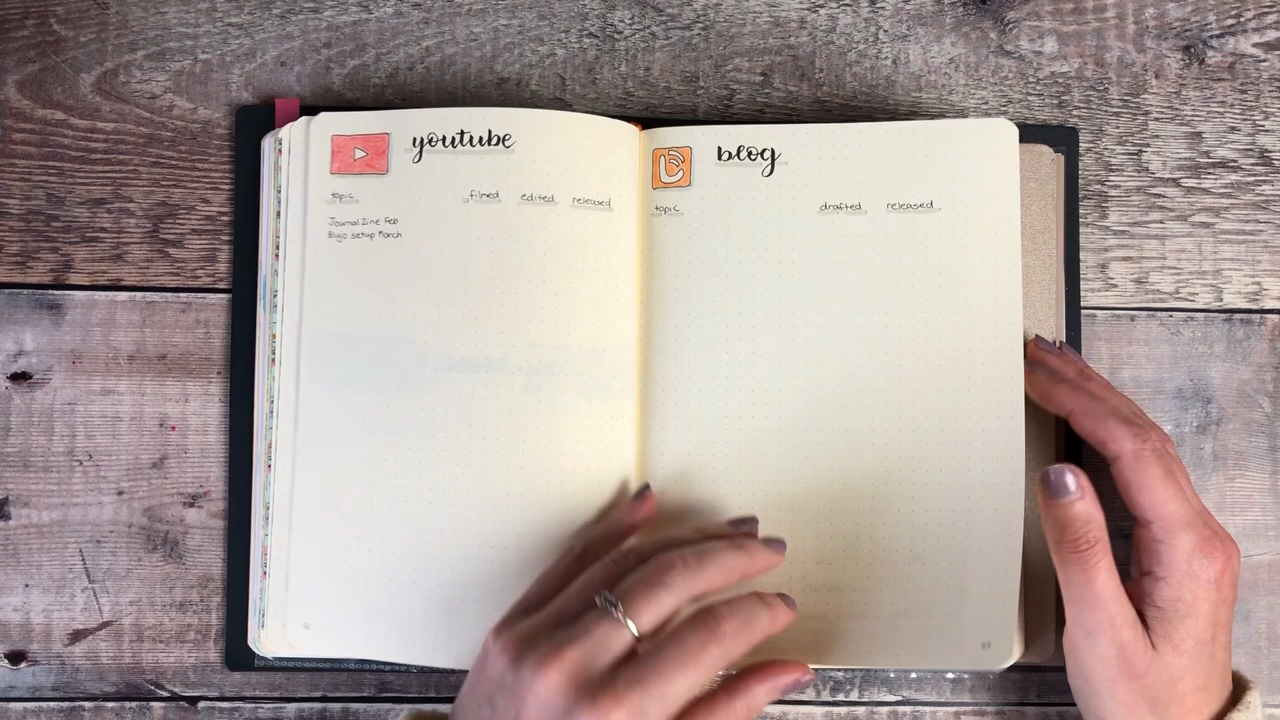 youtube
topic filmed edited released
Journal Zine Feb
Bujo setup March
blog
topic drafted released